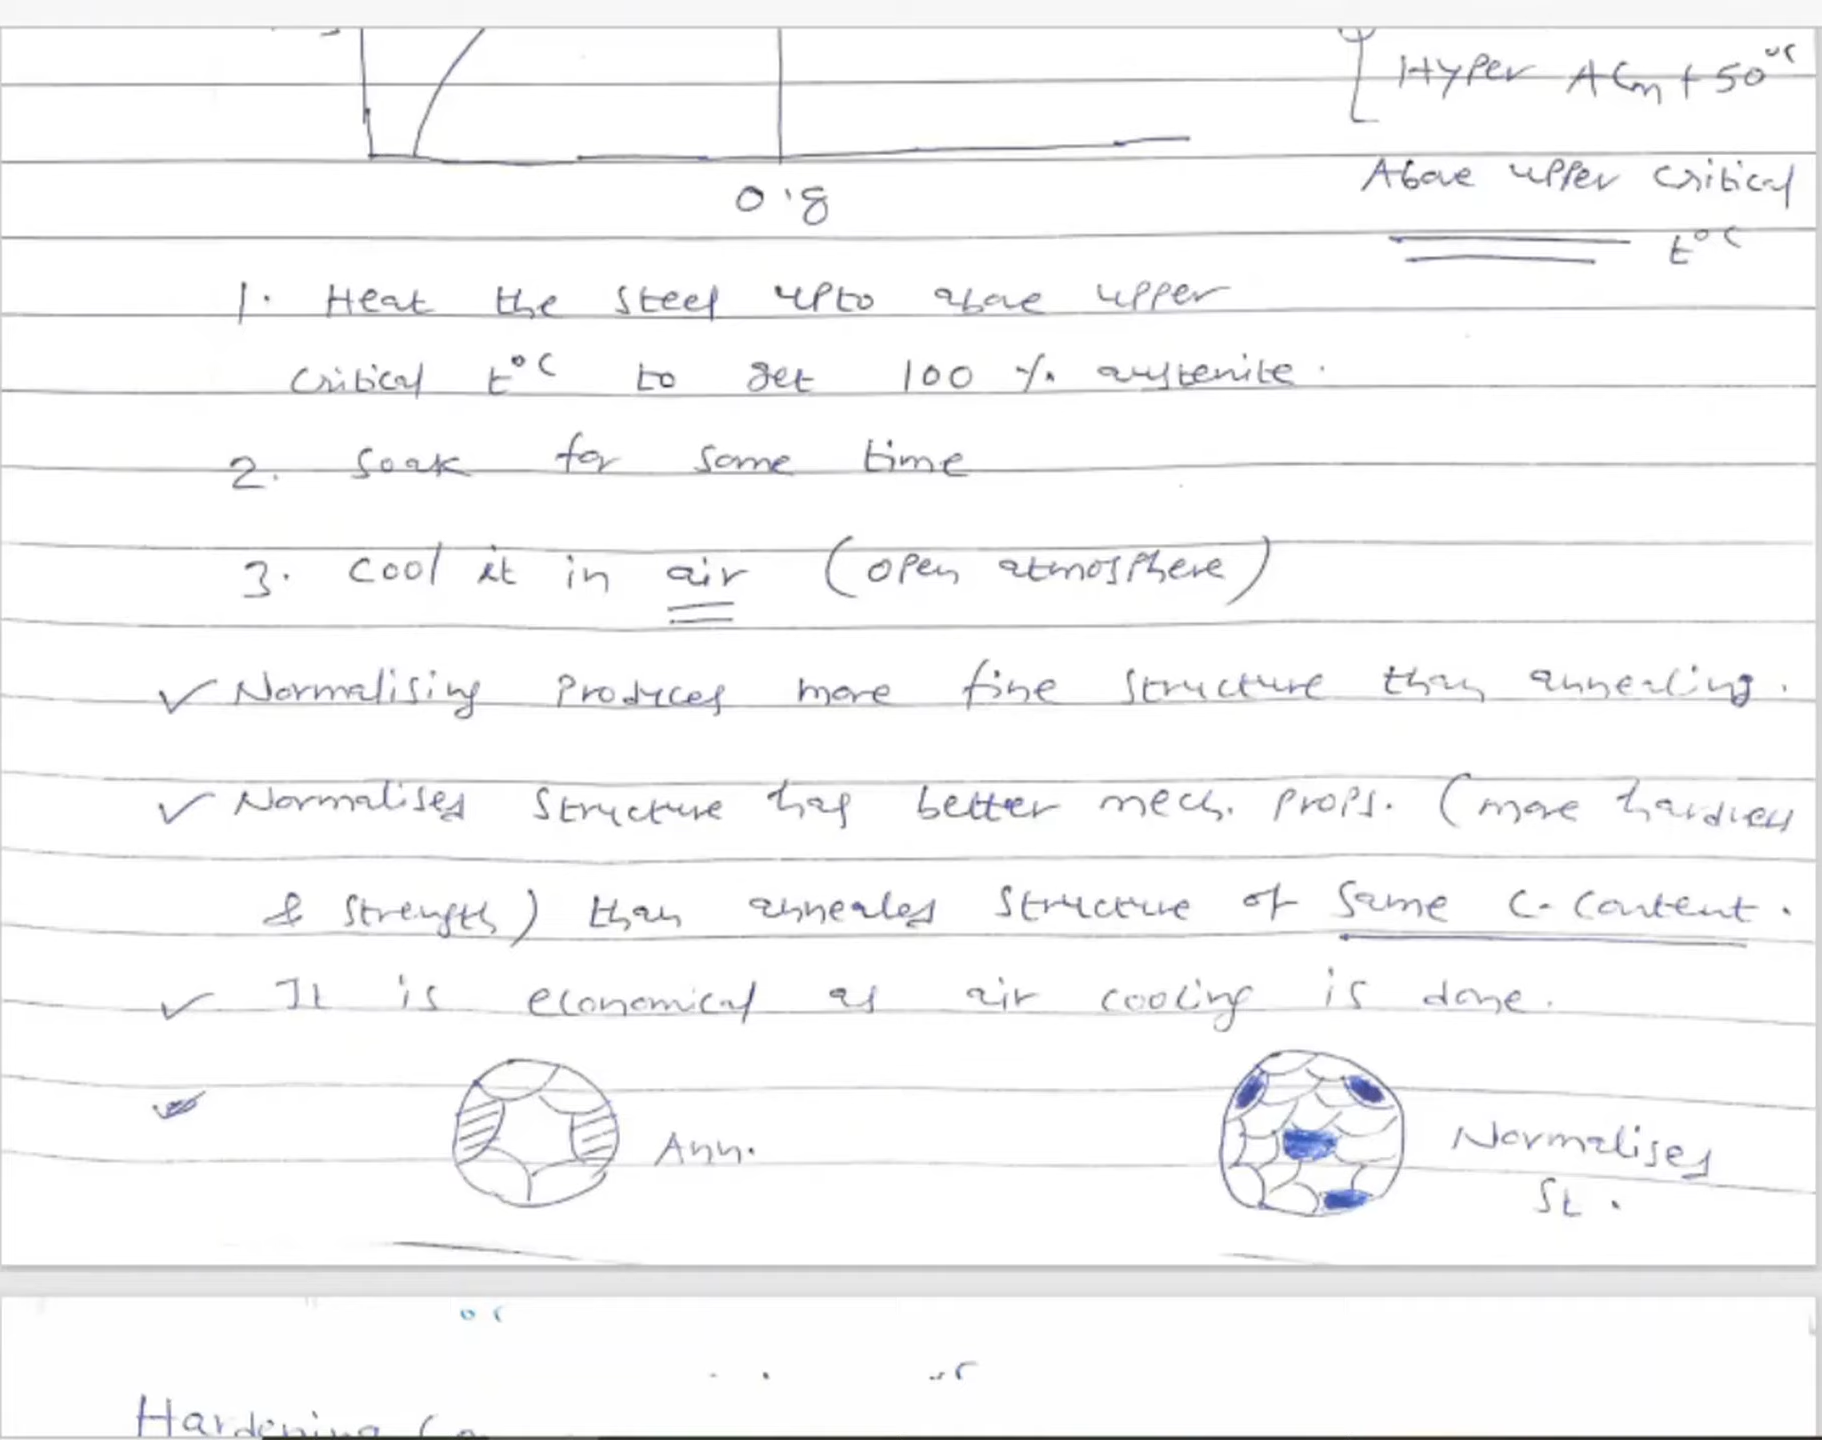 Hyper ACm + 50°C
Above upper critical
t°C
0.8
1. Heat the steel upto above upper
critical t°C to get 100 % austenite.
2. Soak for some time
3. Cool it in air (open atmosphere)
✓ Normalising produces more fine structure than annealing.
✓ Normalised structure has better mech. props. (more hardness
& strength) than annealed structure of same C-content.
✓ It is economical as air cooling is done.
Ann.
Normalised
St.
Hardening